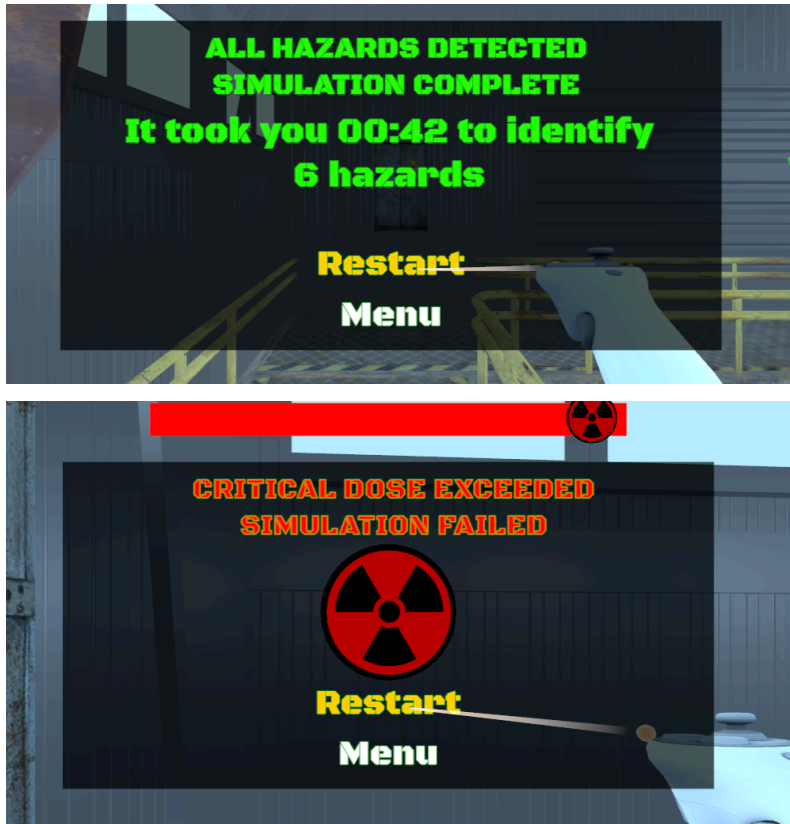 ALL HAZARDS DETECTED
SIMULATION COMPLETE
It took you 00:42 to identify
6 hazards
Restart
Menu
CRITICAL DOSE EXCEEDED
SIMULATION FAILED
Restart
Menu